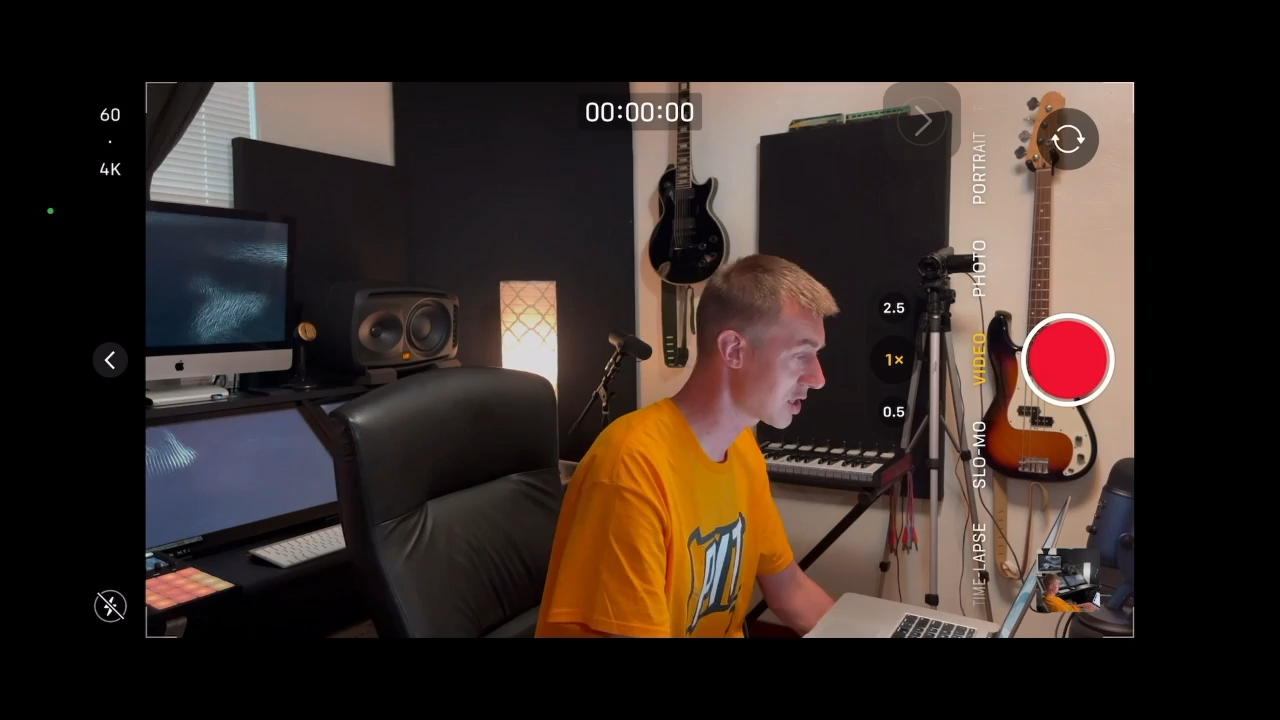 60
4K
00:00:00
PORTRAIT
PHOTO
VIDEO
SLO-MO
TIME-LAPSE
2.5
1×
0.5